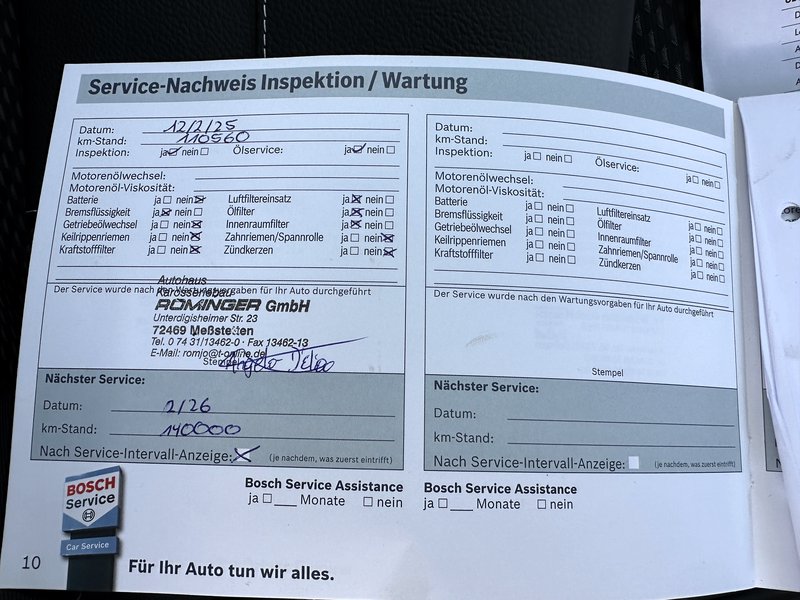 Service-Nachweis Inspektion / Wartung
Datum: 12/2/25
km-Stand: 110560
Inspektion: ja ☒ nein ☐ Ölservice: ja ☒ nein ☐
Motorenölwechsel:
Motorenöl-Viskosität:
Batterie ja ☐ nein ☒ Luftfiltereinsatz ja ☒ nein ☐
Bremsflüssigkeit ja ☒ nein ☐ Ölfilter ja ☒ nein ☐
Getriebeölwechsel ja ☐ nein ☒ Innenraumfilter ja ☒ nein ☐
Keilrippenriemen ja ☐ nein ☒ Zahnriemen/Spannrolle ja ☐ nein ☒
Kraftstofffilter ja ☐ nein ☒ Zündkerzen ja ☐ nein ☒
Der Service wurde nach den Wartungsvorgaben für Ihr Auto durchgeführt
Autohaus
Karosseriebau
RÖMINGER GmbH
Unterdigisheimer Str. 23
72469 Meßstetten
Tel. 0 74 31/13462-0 · Fax 13462-13
E-Mail: romjo@t-online.de
Stempel
Nächster Service:
Datum: 2/26
km-Stand: 140000
Nach Service-Intervall-Anzeige: ☒ (je nachdem, was zuerst eintrifft)
Bosch Service Assistance
ja ☐ ___ Monate ☐ nein
Datum:
km-Stand:
Inspektion: ja ☐ nein ☐ Ölservice: ja ☐ nein ☐
Motorenölwechsel:
Motorenöl-Viskosität:
Batterie ja ☐ nein ☐ Luftfiltereinsatz ja ☐ nein ☐
Bremsflüssigkeit ja ☐ nein ☐ Ölfilter ja ☐ nein ☐
Getriebeölwechsel ja ☐ nein ☐ Innenraumfilter ja ☐ nein ☐
Keilrippenriemen ja ☐ nein ☐ Zahnriemen/Spannrolle ja ☐ nein ☐
Kraftstofffilter ja ☐ nein ☐ Zündkerzen ja ☐ nein ☐
Der Service wurde nach den Wartungsvorgaben für Ihr Auto durchgeführt
Stempel
Nächster Service:
Datum:
km-Stand:
Nach Service-Intervall-Anzeige: ☐ (je nachdem, was zuerst eintrifft)
Bosch Service Assistance
ja ☐ ___ Monate ☐ nein
BOSCH
Service
Car Service
10
Für Ihr Auto tun wir alles.